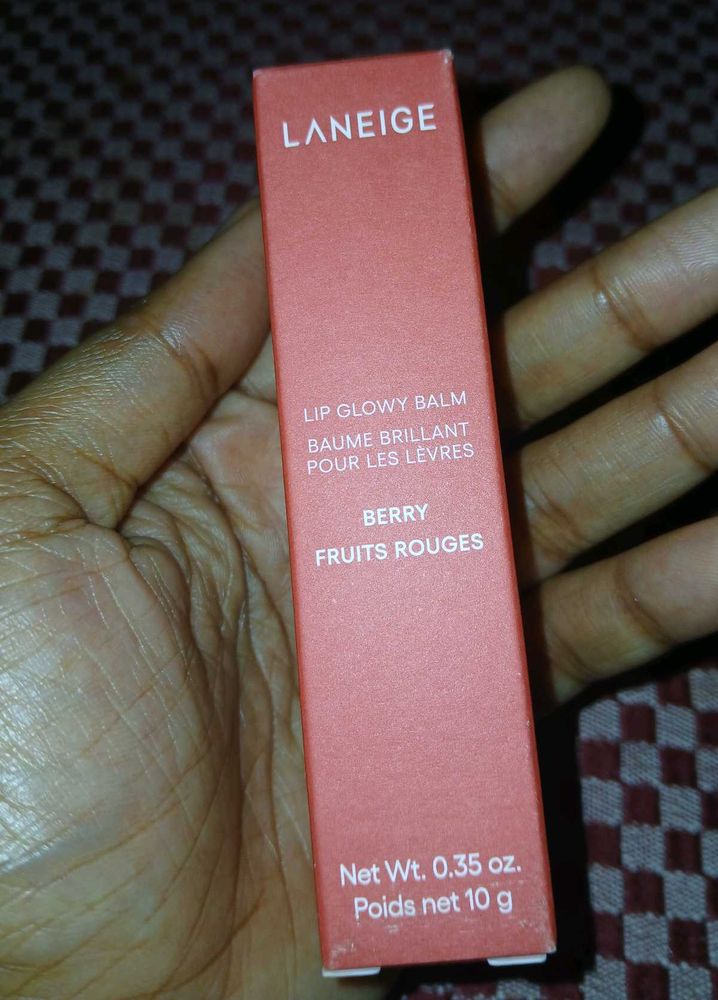 LANEIGE
LIP GLOWY BALM
BAUME BRILLANT
POUR LES LÈVRES
BERRY
FRUITS ROUGES
Net Wt. 0.35 oz.
Poids net 10 g